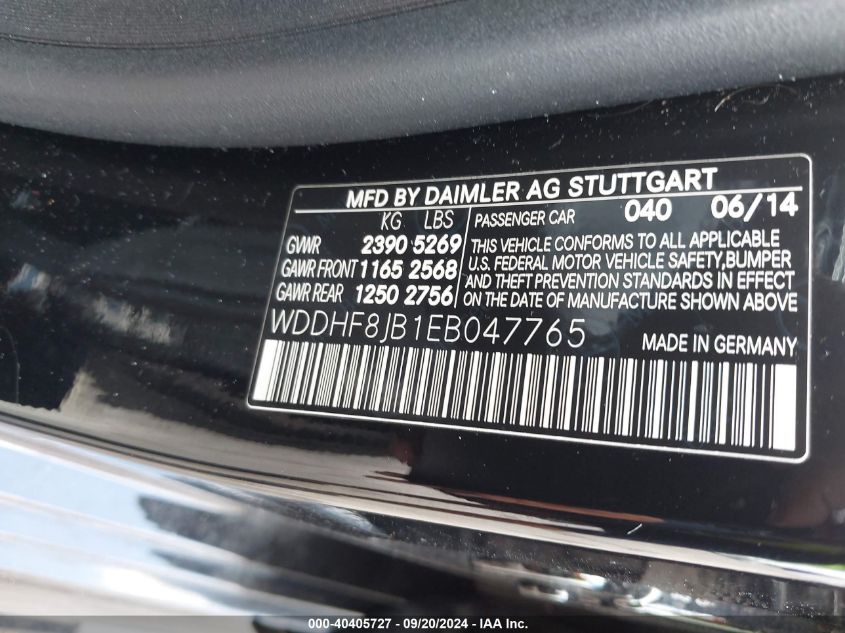 MFD BY DAIMLER AG STUTTGART
KG LBS PASSENGER CAR 040 06/14
GVWR 2390 5269 THIS VEHICLE CONFORMS TO ALL APPLICABLE
GAWR FRONT 1165 2568 U.S. FEDERAL MOTOR VEHICLE SAFETY,BUMPER
AND THEFT PREVENTION STANDARDS IN EFFECT
GAWR REAR 1250 2756 ON THE DATE OF MANUFACTURE SHOWN ABOVE
WDDHF8JB1EB047765 MADE IN GERMANY
000-40405727 - 09/20/2024 - IAA Inc.